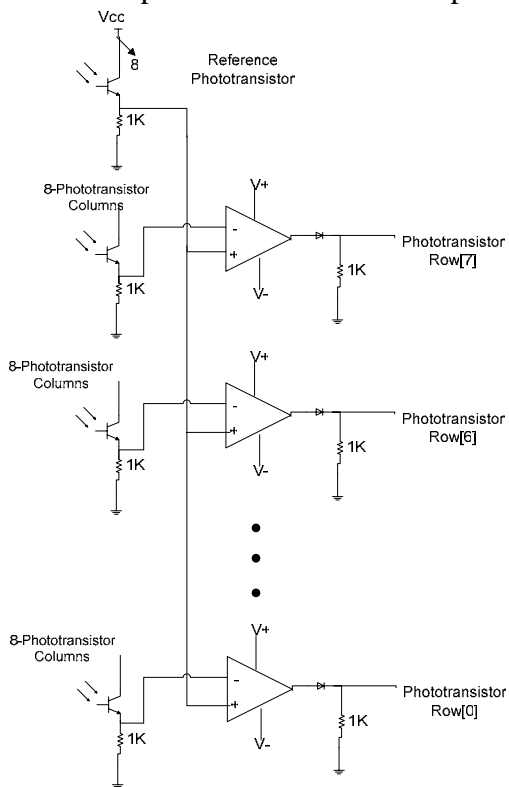 Vcc
8
Reference
Phototransistor
1K
8-Phototransistor
Columns
V+
-
+
1K
V-
1K
Phototransistor
Row[7]
8-Phototransistor
Columns
V+
-
+
1K
V-
1K
Phototransistor
Row[6]
8-Phototransistor
Columns
V+
-
+
1K
V-
1K
Phototransistor
Row[0]